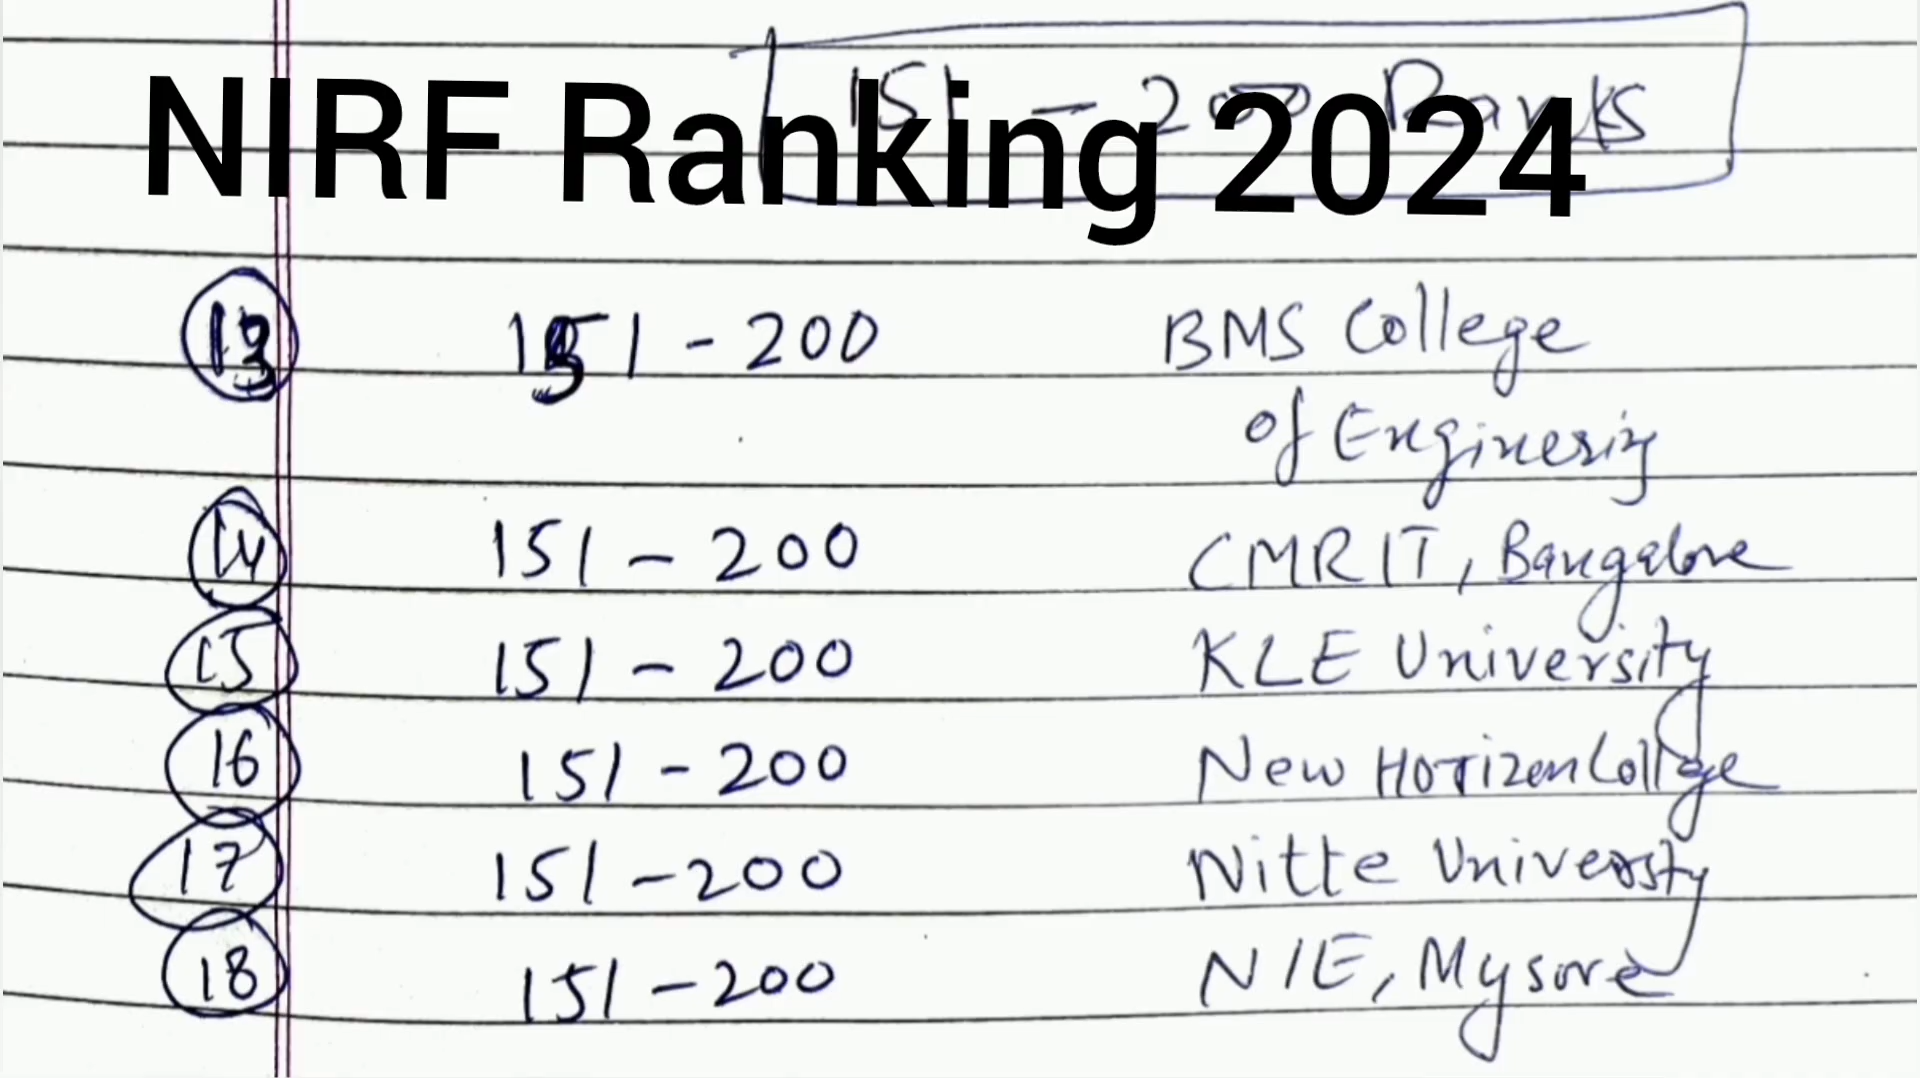 151 - 200 Ranks
NIRF Ranking 2024
13 151 - 200 BMS College
of Enginering
14 151 - 200 CMRIT, Bangalore
15 151 - 200 KLE University
16 151 - 200 New Horizon College
17 151 - 200 Nitte University
18 151 - 200 NIE, Mysore